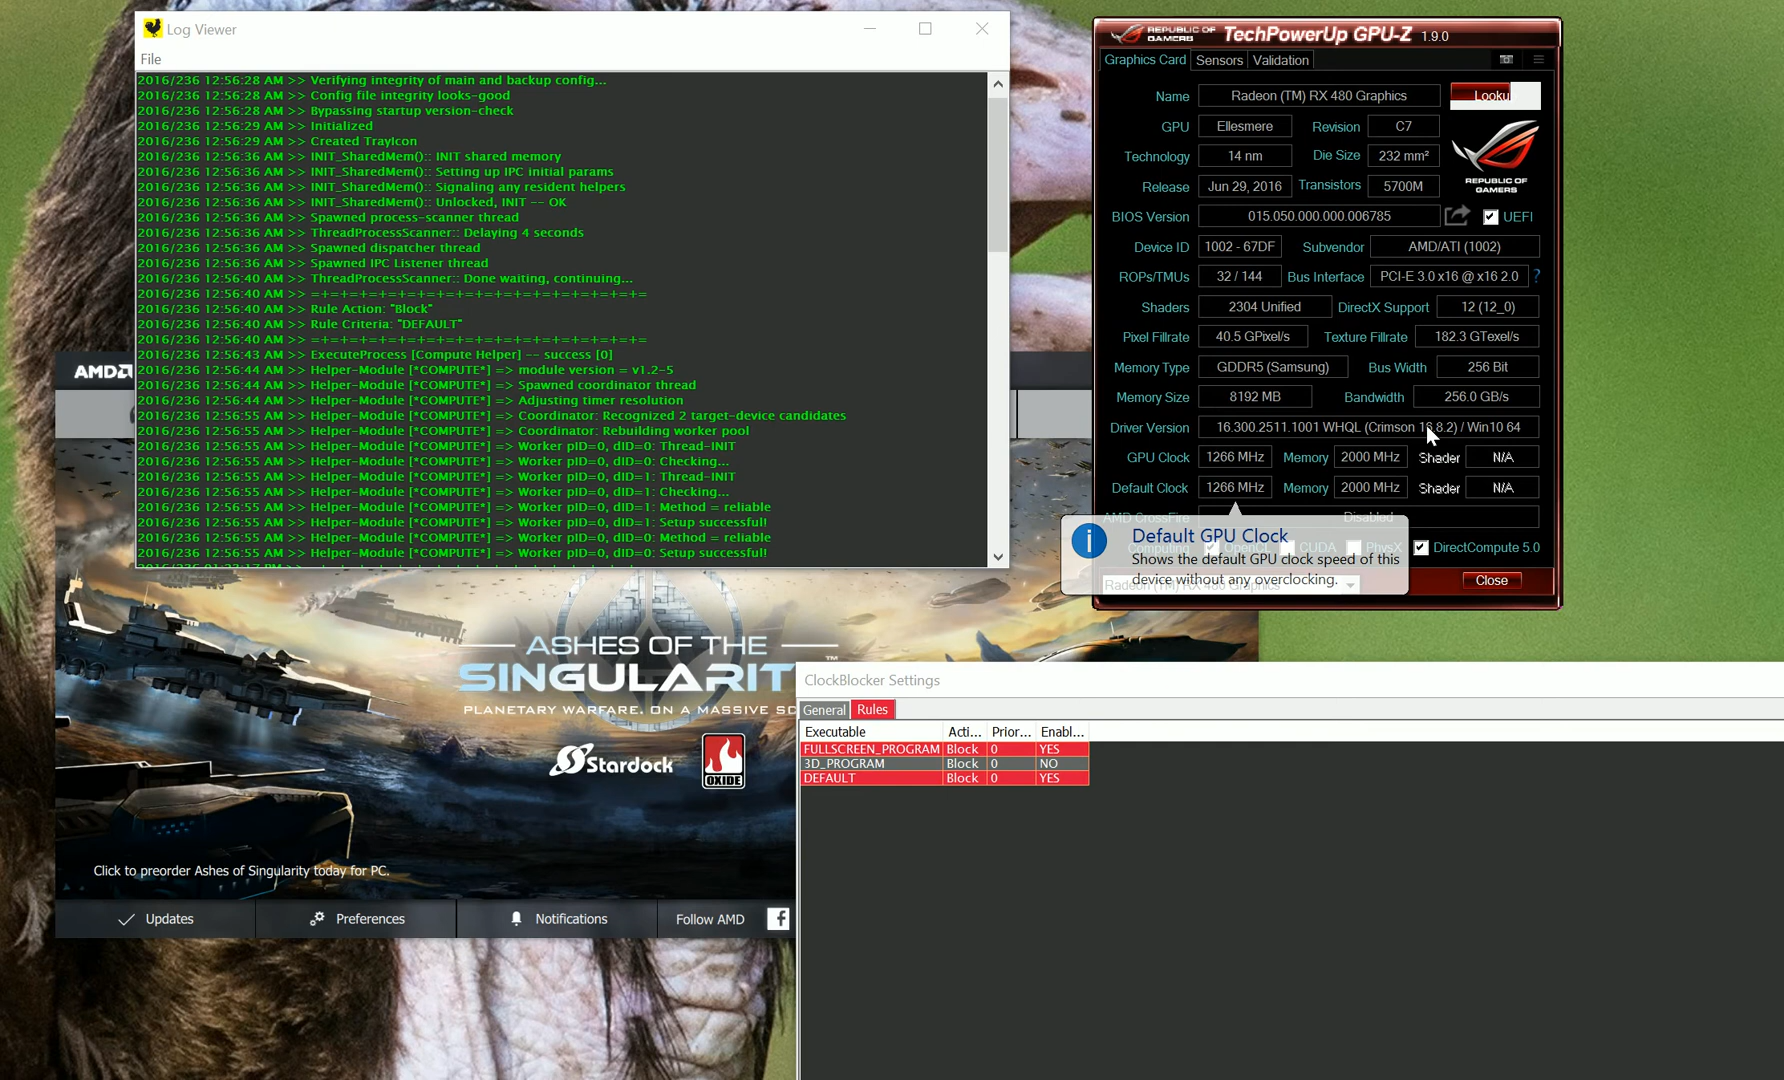 Log Viewer
File
2016/236 12:56:28 AM >> Verifying integrity of main and backup config...
2016/236 12:56:28 AM >> Config file integrity looks-good
2016/236 12:56:28 AM >> Bypassing startup version-check
2016/236 12:56:29 AM >> Initialized
2016/236 12:56:29 AM >> Created TrayIcon
2016/236 12:56:36 AM >> INIT_SharedMem():: INIT shared memory
2016/236 12:56:36 AM >> INIT_SharedMem():: Setting up IPC initial params
2016/236 12:56:36 AM >> INIT_SharedMem():: Signaling any resident helpers
2016/236 12:56:36 AM >> INIT_SharedMem():: Unlocked, INIT -- OK
2016/236 12:56:36 AM >> Spawned process-scanner thread
2016/236 12:56:36 AM >> ThreadProcessScanner:: Delaying 4 seconds
2016/236 12:56:36 AM >> Spawned dispatcher thread
2016/236 12:56:36 AM >> Spawned IPC Listener thread
2016/236 12:56:40 AM >> ThreadProcessScanner:: Done waiting, continuing...
2016/236 12:56:40 AM >> =+=+=+=+=+=+=+=+=+=+=+=+=+=+=+=+=+=
2016/236 12:56:40 AM >> Rule Action: "Block"
2016/236 12:56:40 AM >> Rule Criteria: "DEFAULT"
2016/236 12:56:40 AM >> =+=+=+=+=+=+=+=+=+=+=+=+=+=+=+=+=+=
2016/236 12:56:43 AM >> ExecuteProcess [Compute Helper] -- success [0]
2016/236 12:56:44 AM >> Helper-Module [*COMPUTE*] => module version = v1.2-5
2016/236 12:56:44 AM >> Helper-Module [*COMPUTE*] => Spawned coordinator thread
2016/236 12:56:44 AM >> Helper-Module [*COMPUTE*] => Adjusting timer resolution
2016/236 12:56:55 AM >> Helper-Module [*COMPUTE*] => Coordinator: Recognized 2 target-device candidates
2016/236 12:56:55 AM >> Helper-Module [*COMPUTE*] => Coordinator: Rebuilding worker pool
2016/236 12:56:55 AM >> Helper-Module [*COMPUTE*] => Worker pID=0, dID=0: Thread-INIT
2016/236 12:56:55 AM >> Helper-Module [*COMPUTE*] => Worker pID=0, dID=0: Checking...
2016/236 12:56:55 AM >> Helper-Module [*COMPUTE*] => Worker pID=0, dID=1: Thread-INIT
2016/236 12:56:55 AM >> Helper-Module [*COMPUTE*] => Worker pID=0, dID=1: Checking...
2016/236 12:56:55 AM >> Helper-Module [*COMPUTE*] => Worker pID=0, dID=1: Method = reliable
2016/236 12:56:55 AM >> Helper-Module [*COMPUTE*] => Worker pID=0, dID=1: Setup successful!
2016/236 12:56:55 AM >> Helper-Module [*COMPUTE*] => Worker pID=0, dID=0: Method = reliable
2016/236 12:56:55 AM >> Helper-Module [*COMPUTE*] => Worker pID=0, dID=0: Setup successful!
REPUBLIC OF GAMERS TechPowerUp GPU-Z 1.9.0
Graphics Card Sensors Validation
Name Radeon (TM) RX 480 Graphics Looku
GPU Ellesmere Revision C7
Technology 14 nm Die Size 232 mm²
REPUBLIC OF GAMERS
Release Jun 29, 2016 Transistors 5700M
BIOS Version 015.050.000.000.006785 UEFI
Device ID 1002 - 67DF Subvendor AMD/ATI (1002)
ROPs/TMUs 32 / 144 Bus Interface PCI-E 3.0 x16 @ x16 2.0 ?
Shaders 2304 Unified DirectX Support 12 (12_0)
Pixel Fillrate 40.5 GPixel/s Texture Fillrate 182.3 GTexel/s
Memory Type GDDR5 (Samsung) Bus Width 256 Bit
Memory Size 8192 MB Bandwidth 256.0 GB/s
Driver Version 16.300.2511.1001 WHQL (Crimson 16.8.2) / Win10 64
GPU Clock 1266 MHz Memory 2000 MHz Shader N/A
Default Clock 1266 MHz Memory 2000 MHz Shader N/A
AMD CrossFire Disabled
Computing OpenCL CUDA PhysX DirectCompute 5.0
Default GPU Clock
Shows the default GPU clock speed of this
device without any overclocking.
Radeon (TM) RX 480 Graphics
Close
AMD
ASHES OF THE
SINGULARIT
PLANETARY WARFARE. ON A MASSIVE SC
Stardock
OXIDE
Click to preorder Ashes of Singularity today for PC.
Updates Preferences Notifications Follow AMD
ClockBlocker Settings
General Rules
Executable Acti... Prior... Enabl...
FULLSCREEN_PROGRAM Block 0 YES
3D_PROGRAM Block 0 NO
DEFAULT Block 0 YES